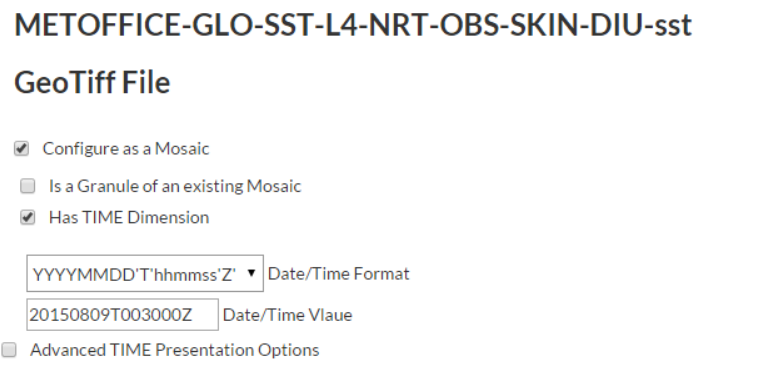 METOFFICE-GLO-SST-L4-NRT-OBS-SKIN-DIU-sst
GeoTiff File
Configure as a Mosaic
Is a Granule of an existing Mosaic
Has TIME Dimension
YYYYMMDD'T'hhmmss'Z' Date/Time Format
20150809T003000Z Date/Time Vlaue
Advanced TIME Presentation Options